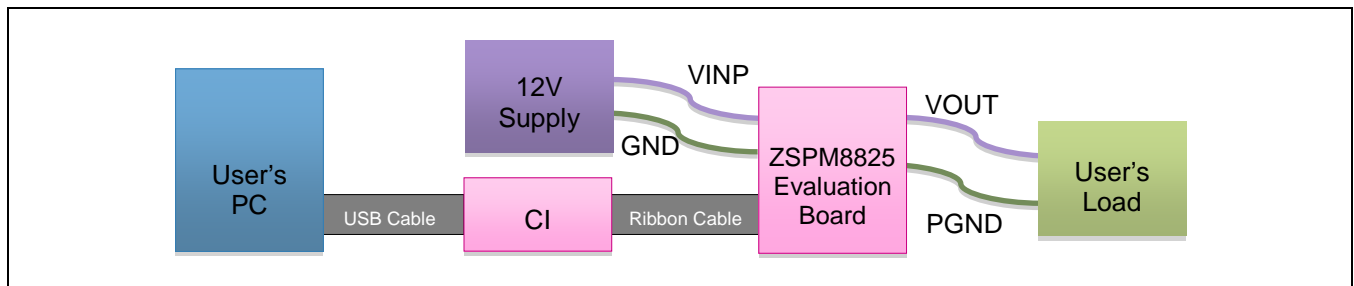 User's
PC
USB Cable
12V
Supply
VINP
GND
CI
Ribbon Cable
ZSPM8825
Evaluation
Board
VOUT
PGND
User's
Load